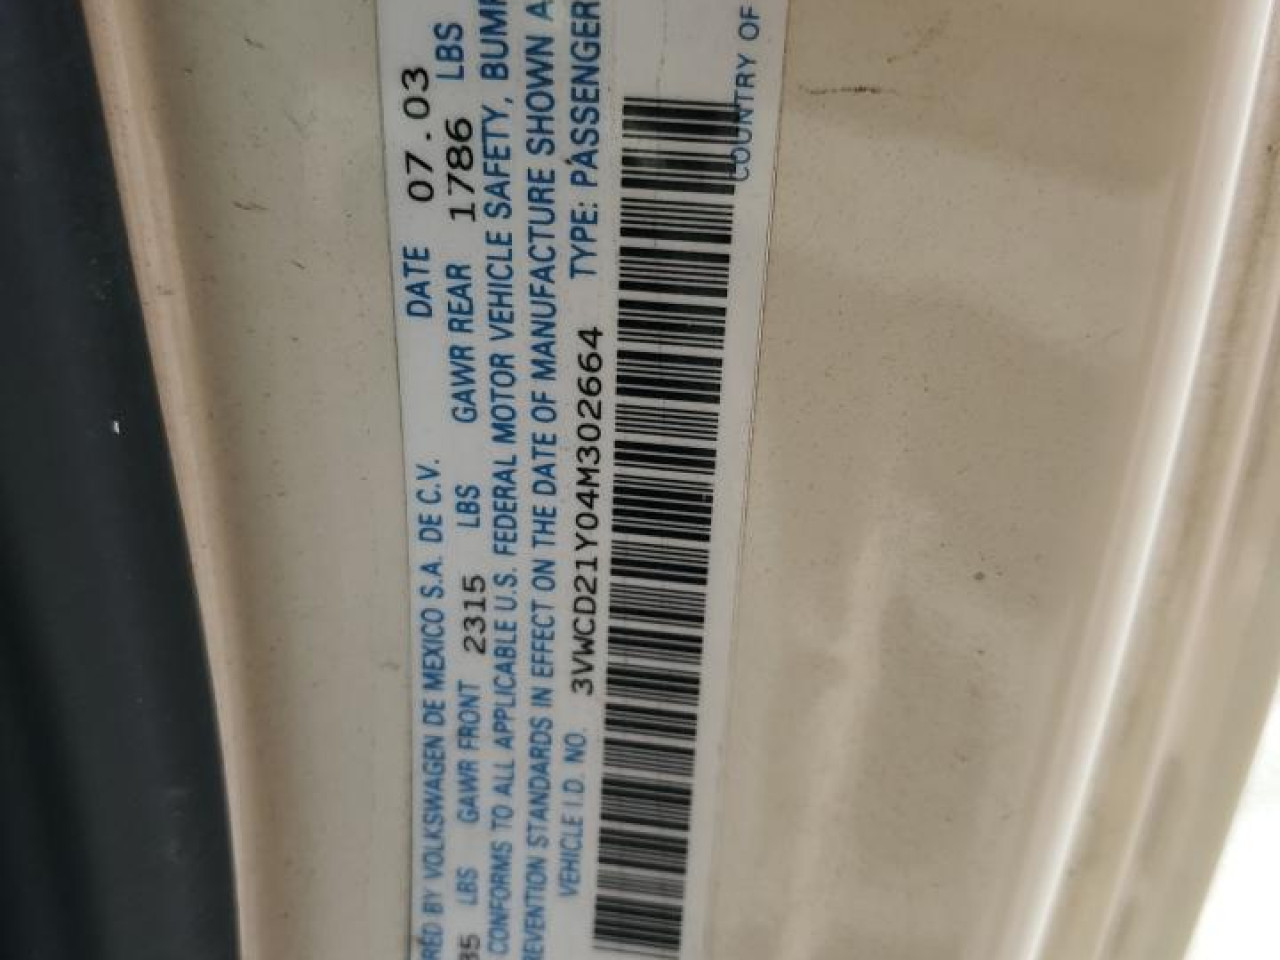 RED BY VOLKSWAGEN DE MEXICO S.A. DE C.V. DATE 07.03
35 LBS GAWR FRONT 2315 LBS GAWR REAR 1786 LBS
CONFORMS TO ALL APPLICABLE U.S. FEDERAL MOTOR VEHICLE SAFETY, BUM
REVENTION STANDARDS IN EFFECT ON THE DATE OF MANUFACTURE SHOWN A
VEHICLE I.D. NO. 3VWCD21Y04M302664 TYPE: PASSENGER
COUNTRY OF